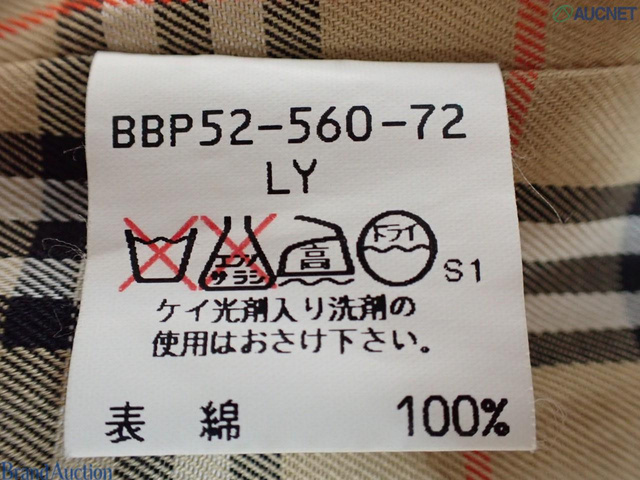 AUCNET
BBP52-560-72
LY
エンソ
サラシ
高
ドライ
S1
ケイ光剤入り洗剤の
使用はおさけ下さい。
表 綿 100%
BrandAuction